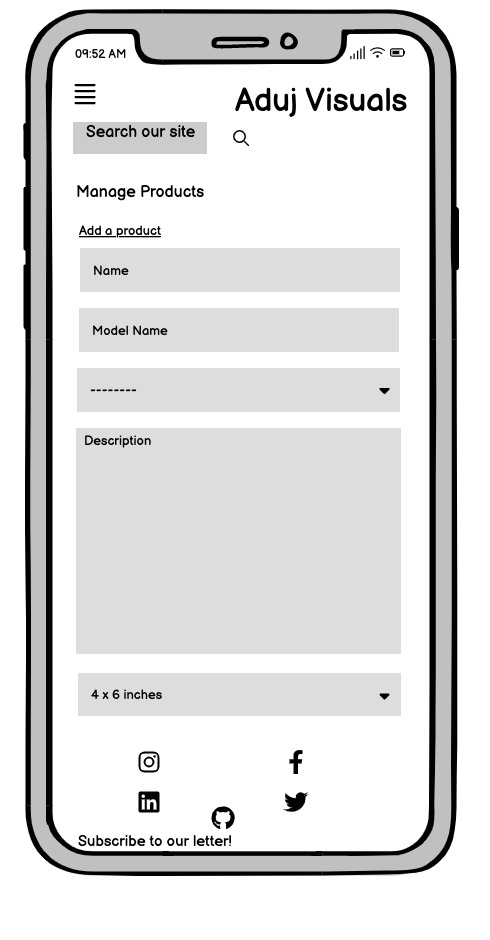 09:52 AM
Aduj Visuals
Search our site
Manage Products
Add a product
Name
Model Name
--------
Description
4 x 6 inches
in
Subscribe to our letter!